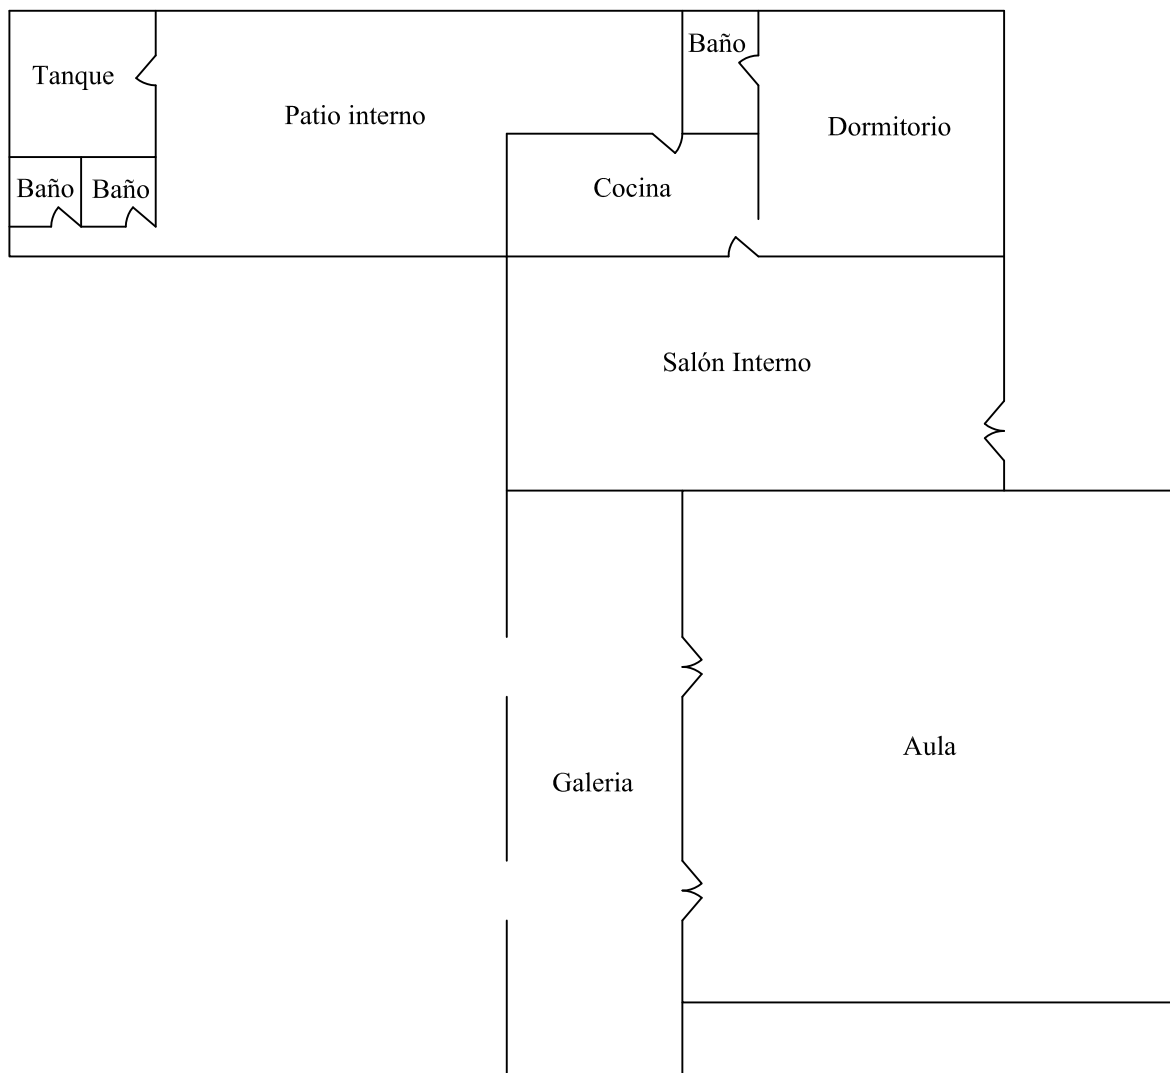 Baño
Tanque
Patio interno
Dormitorio
Baño
Baño
Cocina
Salón Interno
Aula
Galeria